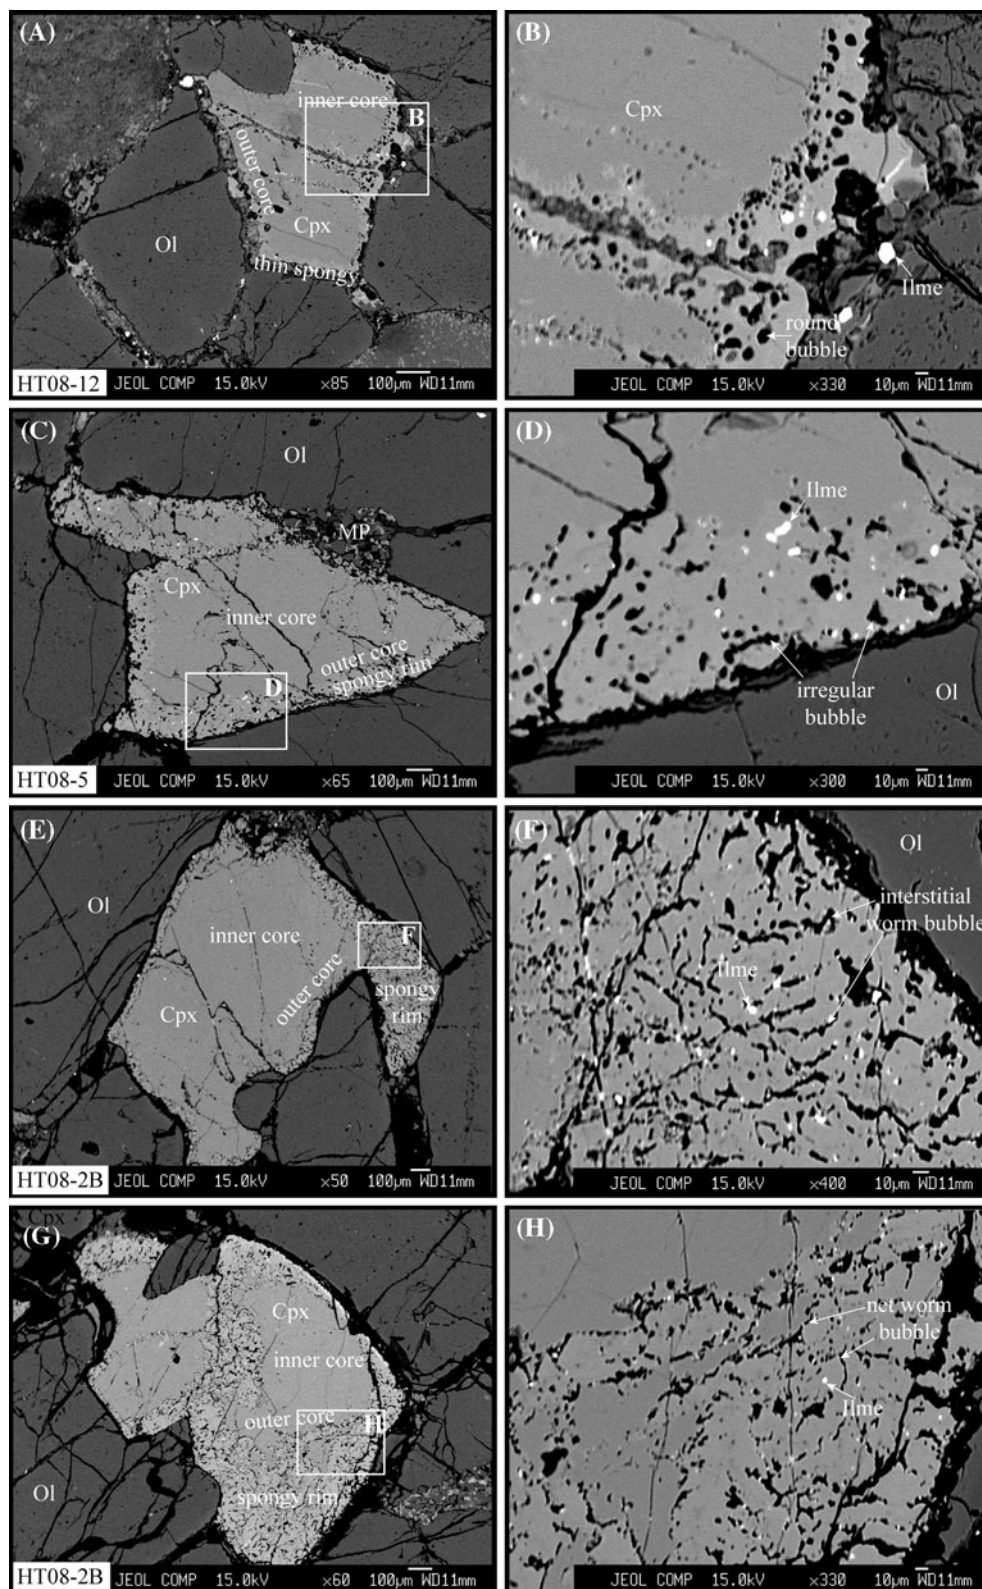 (A)
inner core
B
outer core
Ol
Cpx
thin spongy
HT08-12 JEOL COMP 15.0kV ×85 100μm WD11mm
(B)
Cpx
Ilme
round
bubble
JEOL COMP 15.0kV ×330 10μm WD11mm
(C)
Ol
MP
Cpx
inner core
outer core
spongy rim
D
HT08-5 JEOL COMP 15.0kV ×65 100μm WD11mm
(D)
Ilme
irregular
bubble
Ol
JEOL COMP 15.0kV ×300 10μm WD11mm
(E)
Ol
inner core
F
outer core
spongy
rim
Cpx
HT08-2B JEOL COMP 15.0kV ×50 100μm WD11mm
(F)
Ol
interstitial
worm bubble
Ilme
JEOL COMP 15.0kV ×400 10μm WD11mm
Cpx
(G)
Cpx
inner core
outer core
H
Ol
spongy rim
HT08-2B JEOL COMP 15.0kV ×60 100μm WD11mm
(H)
net worm
bubble
Ilme
JEOL COMP 15.0kV ×330 10μm WD11mm